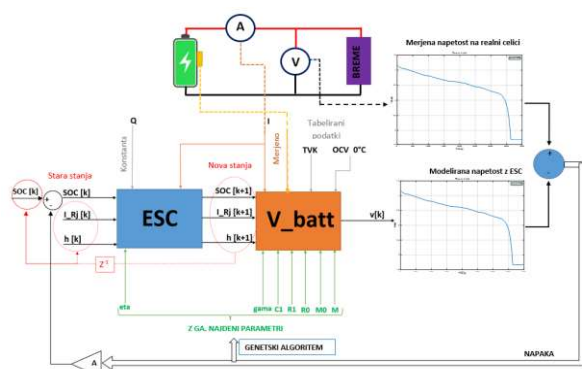 A
V
BREME
Merjena napetost na realni celici
Q
I
Konstanta
Merjeno
Tabelirani
podatki
TVK OCV 0°C
Stara stanja
Nova stanja
SOC [k]
SOC [k]
SOC [k+1]
+
-
I_Rj [k]
ESC
I_Rj [k+1]
V_batt
v[k]
h [k]
h [k+1]
Z⁻¹
Modelirana napetost z ESC
+
-
eta
gama C1 R1 R0 M0 M
Z GA. NAJDENI PARAMETRI
GENETSKI ALGORITEM
NAPAKA
A